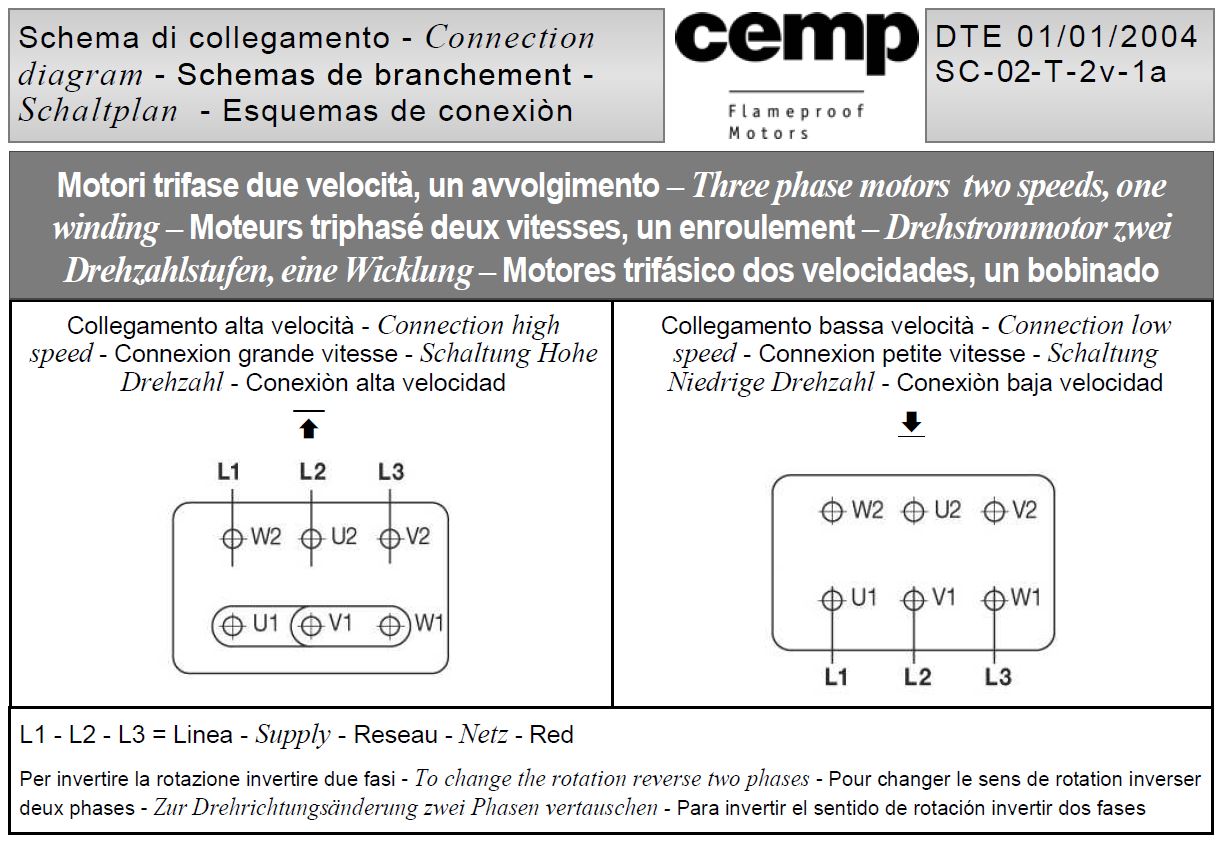 Schema di collegamento - Connection
diagram - Schemas de branchement -
Schaltplan - Esquemas de conexiòn
cemp
Flameproof
Motors
DTE 01/01/2004
SC-02-T-2v-1a
Motori trifase due velocità, un avvolgimento – Three phase motors two speeds, one
winding – Moteurs triphasé deux vitesses, un enroulement – Drehstrommotor zwei
Drehzahlstufen, eine Wicklung – Motores trifásico dos velocidades, un bobinado
Collegamento alta velocità - Connection high
speed - Connexion grande vitesse - Schaltung Hohe
Drehzahl - Conexiòn alta velocidad
L1 L2 L3
W2 U2 V2
U1 V1 W1
Collegamento bassa velocità - Connection low
speed - Connexion petite vitesse - Schaltung
Niedrige Drehzahl - Conexiòn baja velocidad
W2 U2 V2
U1 V1 W1
L1 L2 L3
L1 - L2 - L3 = Linea - Supply - Reseau - Netz - Red
Per invertire la rotazione invertire due fasi - To change the rotation reverse two phases - Pour changer le sens de rotation inverser
deux phases - Zur Drehrichtungsänderung zwei Phasen vertauschen - Para invertir el sentido de rotación invertir dos fases